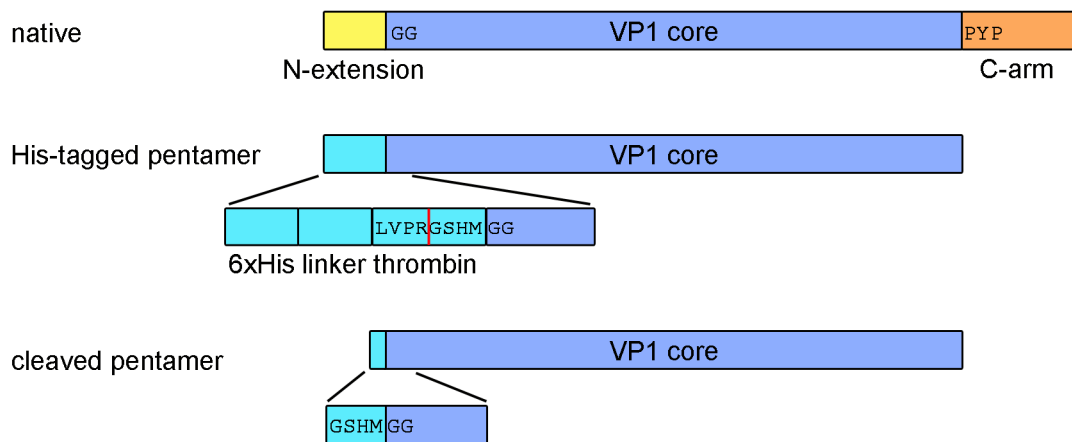 native
GG VP1 core PYP
N-extension C-arm
His-tagged pentamer VP1 core
LVPRGSHMGG
6xHis linker thrombin
cleaved pentamer VP1 core
GSHMGG